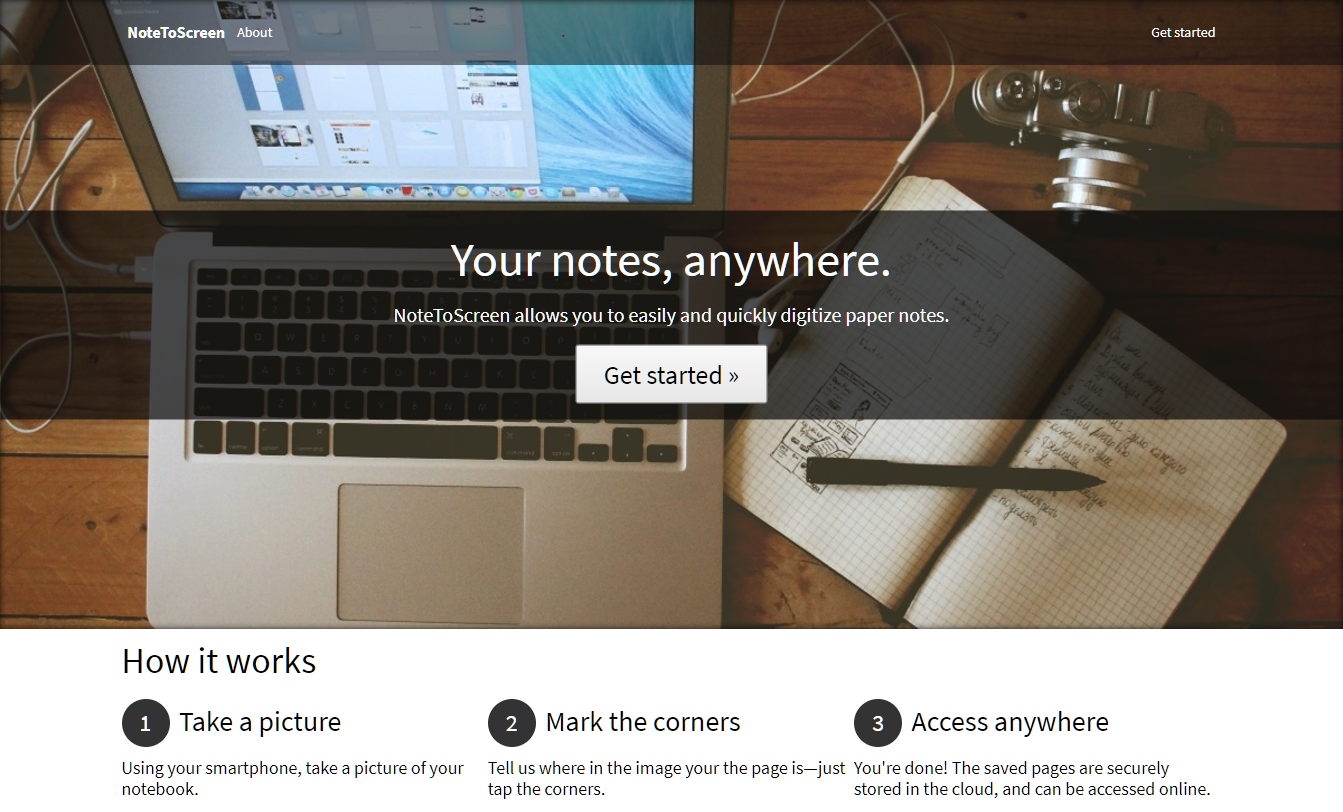 NoteToScreen About Get started
Your notes, anywhere.
NoteToScreen allows you to easily and quickly digitize paper notes.
Get started »
How it works
1 Take a picture
Using your smartphone, take a picture of your
notebook.
2 Mark the corners
Tell us where in the image your the page is—just
tap the corners.
3 Access anywhere
You're done! The saved pages are securely
stored in the cloud, and can be accessed online.